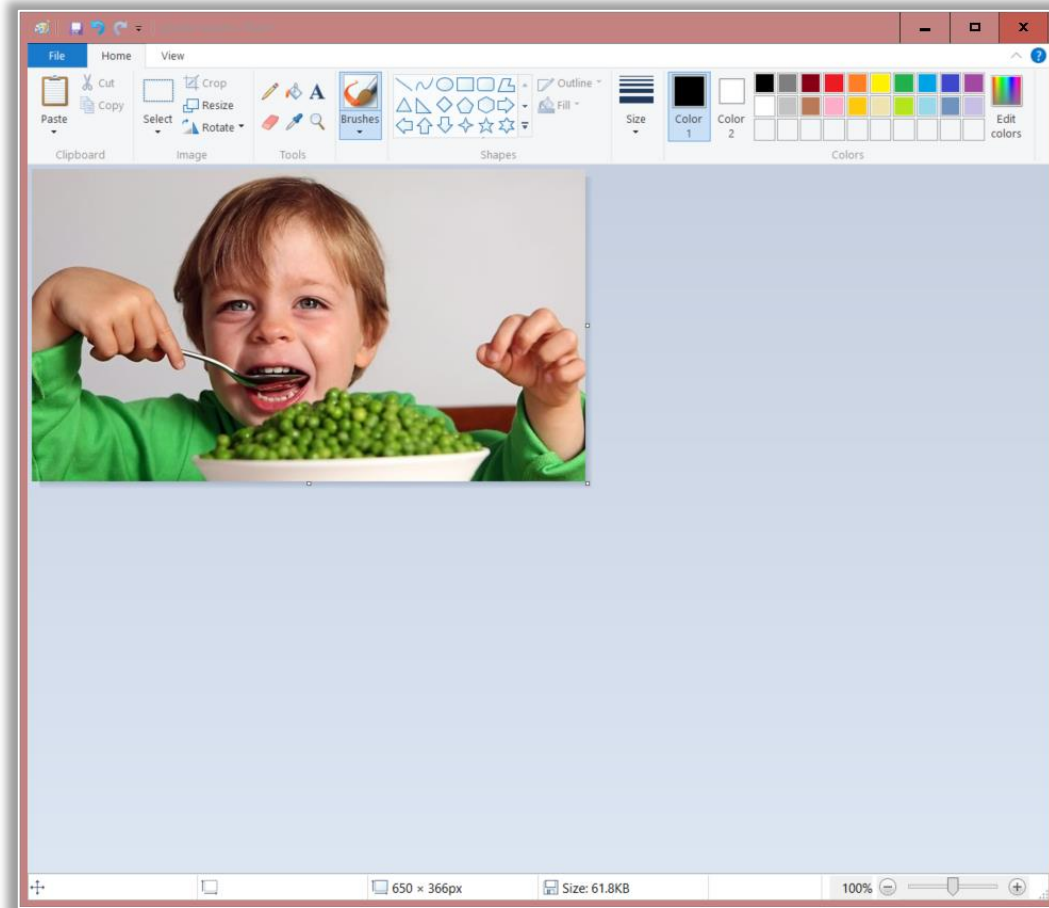 File Home View
Paste
Cut
Copy
Clipboard
Select
Crop
Resize
Rotate
Image
A
Tools
Brushes
Shapes
Outline
Fill
Size
Color
1
Color
2
Edit
colors
Colors
650 × 366px
Size: 61.8KB
100%